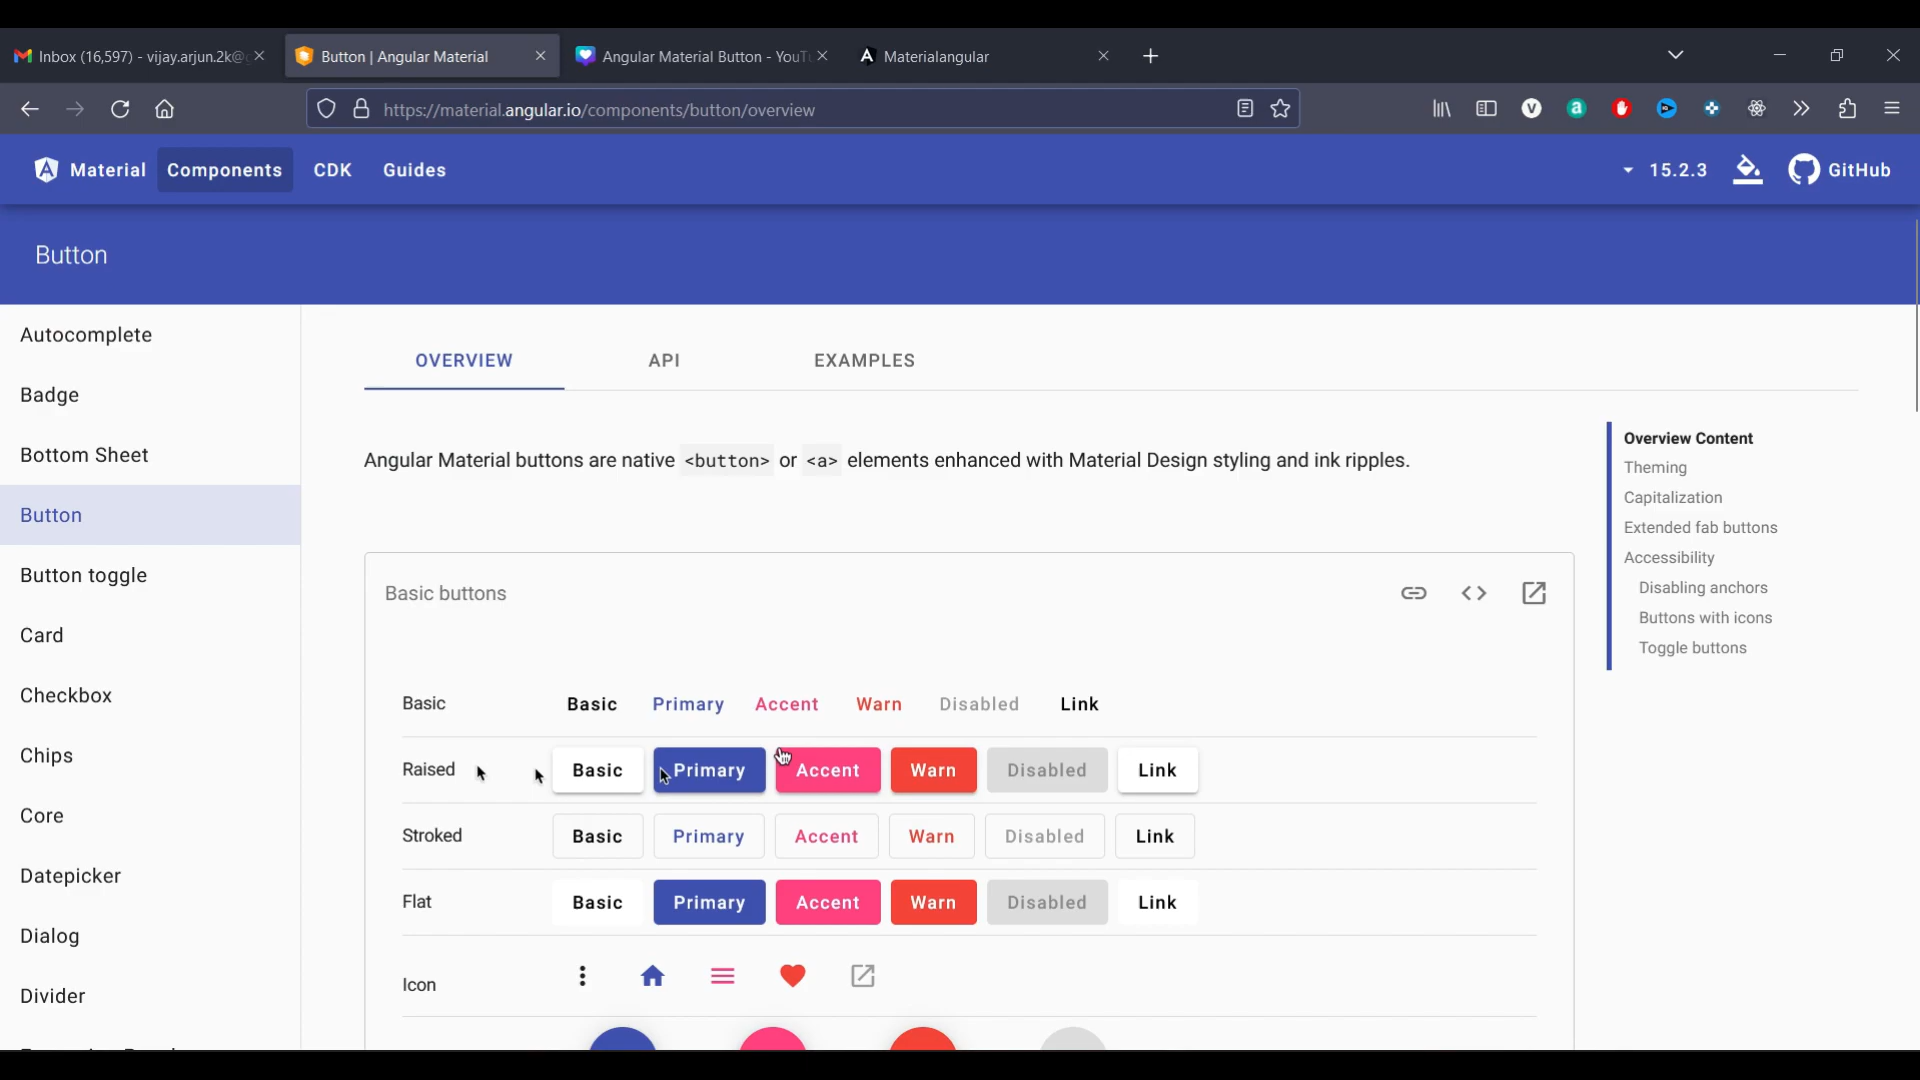 Inbox (16,597) - vijay.arjun.2k@
Button | Angular Material
Angular Material Button - YouTu
Materialangular
https://material.angular.io/components/button/overview
Material Components CDK Guides
15.2.3 GitHub
Button
Autocomplete
Badge
Bottom Sheet
Button
Button toggle
Card
Checkbox
Chips
Core
Datepicker
Dialog
Divider
OVERVIEW API EXAMPLES
Angular Material buttons are native <button> or <a> elements enhanced with Material Design styling and ink ripples.
Basic buttons
Basic Basic Primary Accent Warn Disabled Link
Raised Basic Primary Accent Warn Disabled Link
Stroked Basic Primary Accent Warn Disabled Link
Flat Basic Primary Accent Warn Disabled Link
Icon
Overview Content
Theming
Capitalization
Extended fab buttons
Accessibility
Disabling anchors
Buttons with icons
Toggle buttons